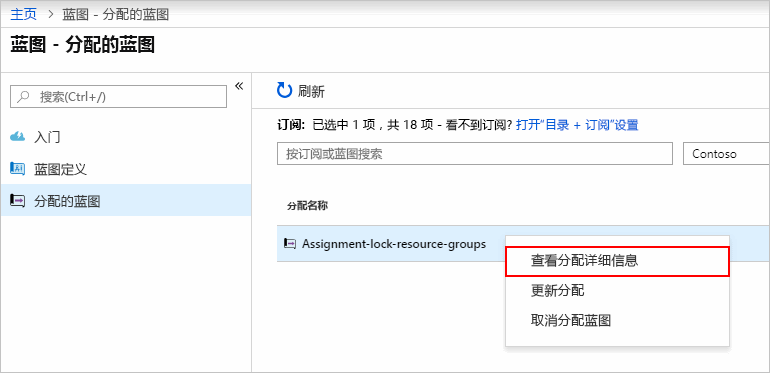 主页 > 蓝图 - 分配的蓝图
蓝图 - 分配的蓝图
搜索(Ctrl+/)
«
入门
蓝图定义
分配的蓝图
刷新
订阅: 已选中 1 项，共 18 项 - 看不到订阅? 打开“目录 + 订阅”设置
按订阅或蓝图搜索
Contoso
分配名称
Assignment-lock-resource-groups
查看分配详细信息
更新分配
取消分配蓝图